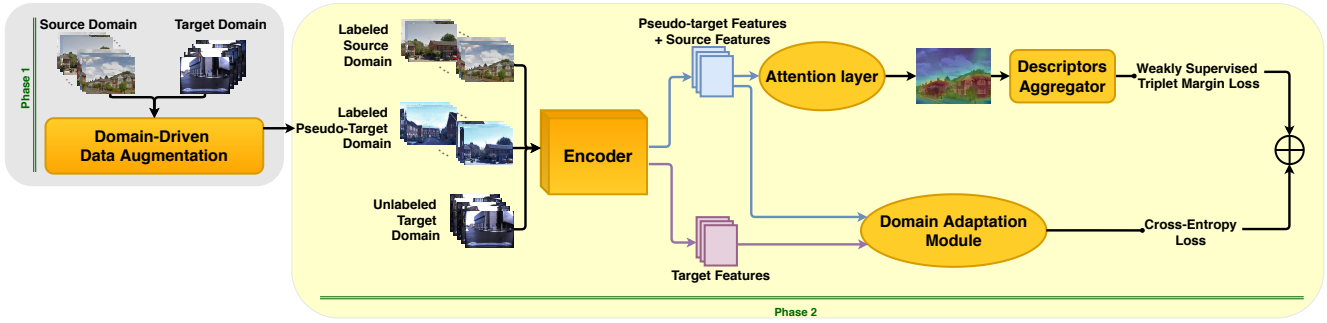 Source Domain
Target Domain
Phase 1
Domain-Driven
Data Augmentation
Labeled
Source
Domain
Labeled
Pseudo-Target
Domain
Unlabeled
Target
Domain
Encoder
Pseudo-target Features
+ Source Features
Target Features
Attention layer
Descriptors
Aggregator
Weakly Supervised
Triplet Margin Loss
Domain Adaptation
Module
Cross-Entropy
Loss
Phase 2